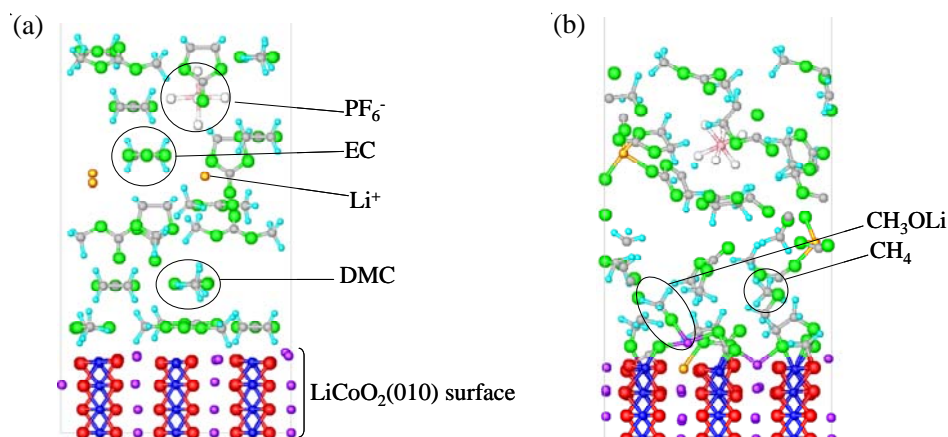 (a)
PF₆⁻
EC
Li⁺
DMC
LiCoO₂(010) surface
(b)
CH₃OLi
CH₄